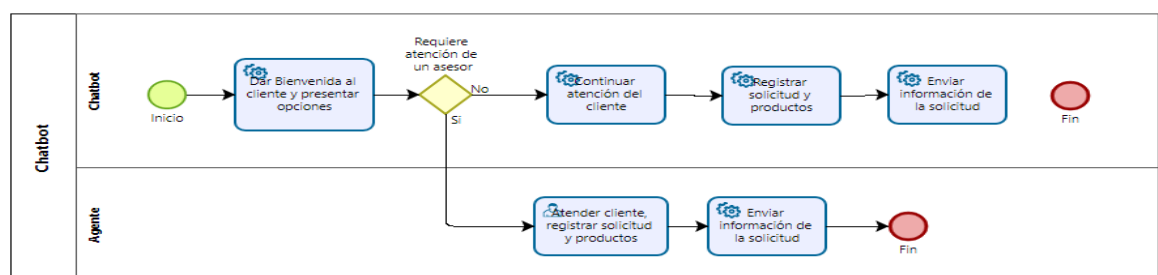 Chatbot
Chatbot
Inicio
Dar Bienvenida al
cliente y presentar
opciones
Requiere
atención de
un asesor
No
Si
Continuar
atención del
cliente
Registrar
solicitud y
productos
Enviar
información de
la solicitud
Fin
Agente
Atender cliente,
registrar solicitud
y productos
Enviar
información de
la solicitud
Fin